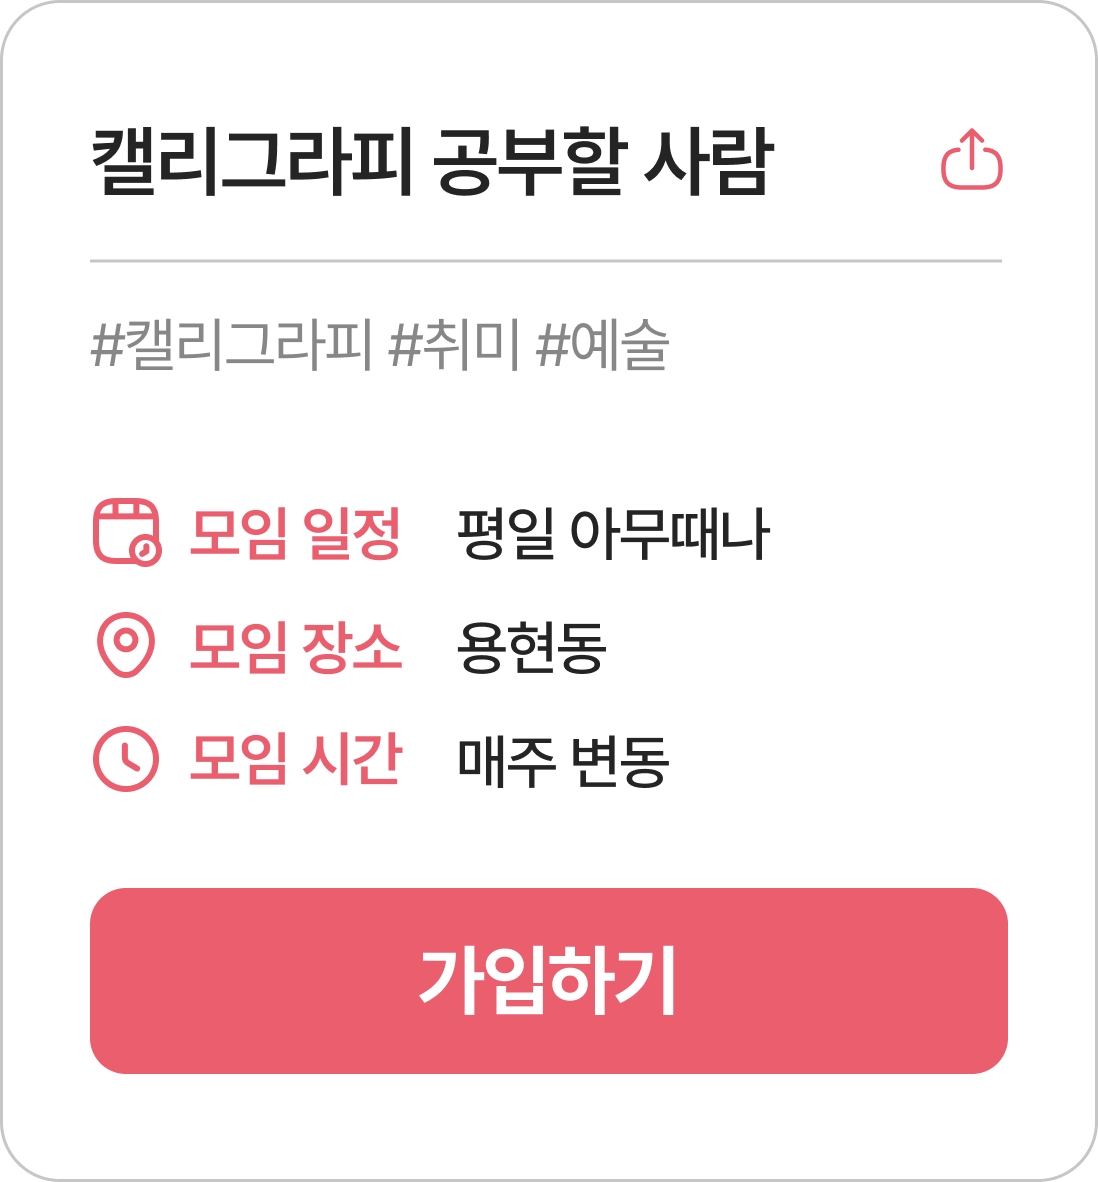 캘리그라피 공부할 사람
#캘리그라피 #취미 #예술
모임 일정 평일 아무때나
모임 장소 용현동
모임 시간 매주 변동
가입하기